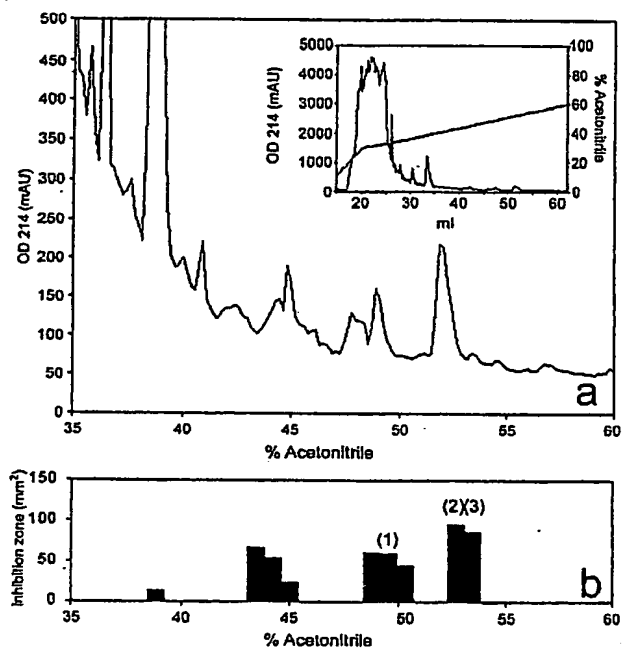 500
450
400
350
300
250
200
150
100
50
0
OD 214 (mAU)
35 40 45 50 55 60
% Acetonitrile
a
5000
4000
3000
2000
1000
0
OD 214 (mAU)
100
80
60
40
20
0
% Acetonitrile
20 30 40 50 60
ml
150
100
50
0
Inhibition zone (mm²)
(1)
(2)(3)
b
35 40 45 50 55 60
% Acetonitrile